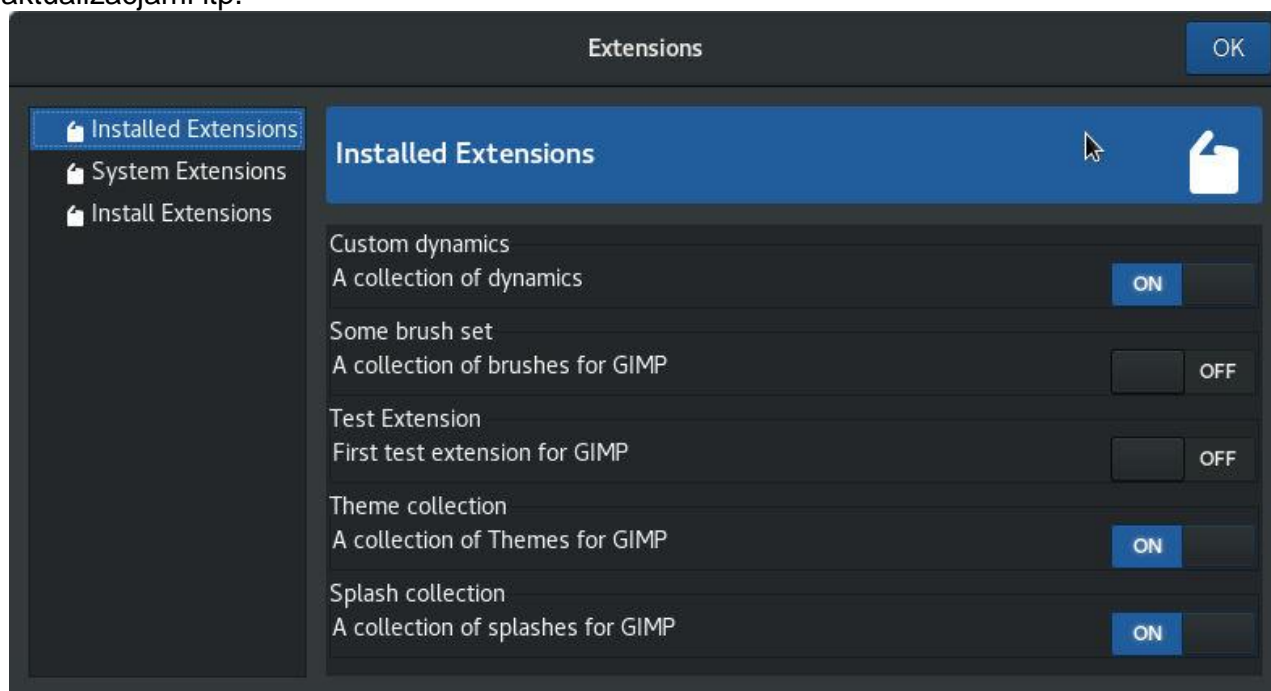 aktualizacjami itp.
Extensions
OK
Installed Extensions
System Extensions
Install Extensions
Installed Extensions
Custom dynamics
A collection of dynamics
ON
Some brush set
A collection of brushes for GIMP
OFF
Test Extension
First test extension for GIMP
OFF
Theme collection
A collection of Themes for GIMP
ON
Splash collection
A collection of splashes for GIMP
ON